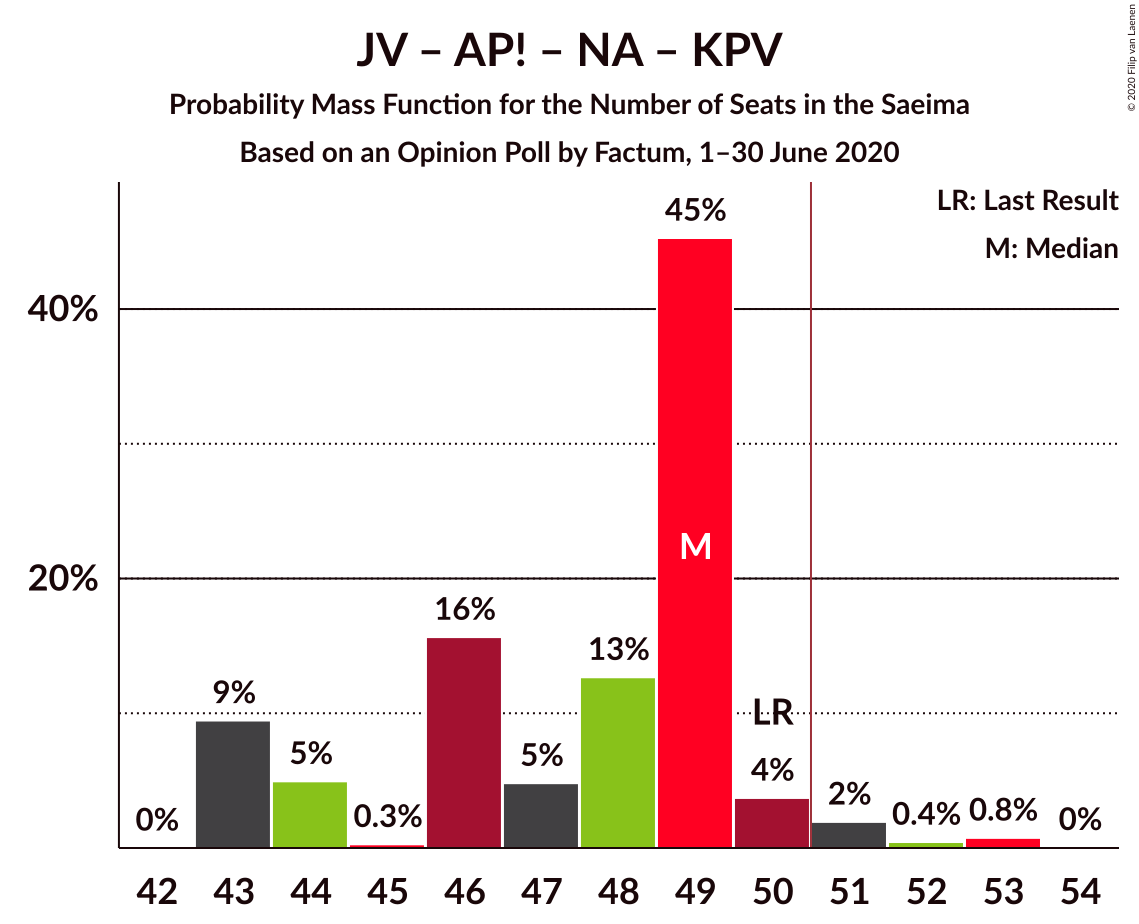 JV – AP! – NA – KPV
Probability Mass Function for the Number of Seats in the Saeima
Based on an Opinion Poll by Factum, 1–30 June 2020
© 2020 Filip van Laenen
LR: Last Result
M: Median
40%
20%
0%
9%
5%
0.3%
16%
5%
13%
45%
M
LR
4%
2%
0.4%
0.8%
0%
42 43 44 45 46 47 48 49 50 51 52 53 54